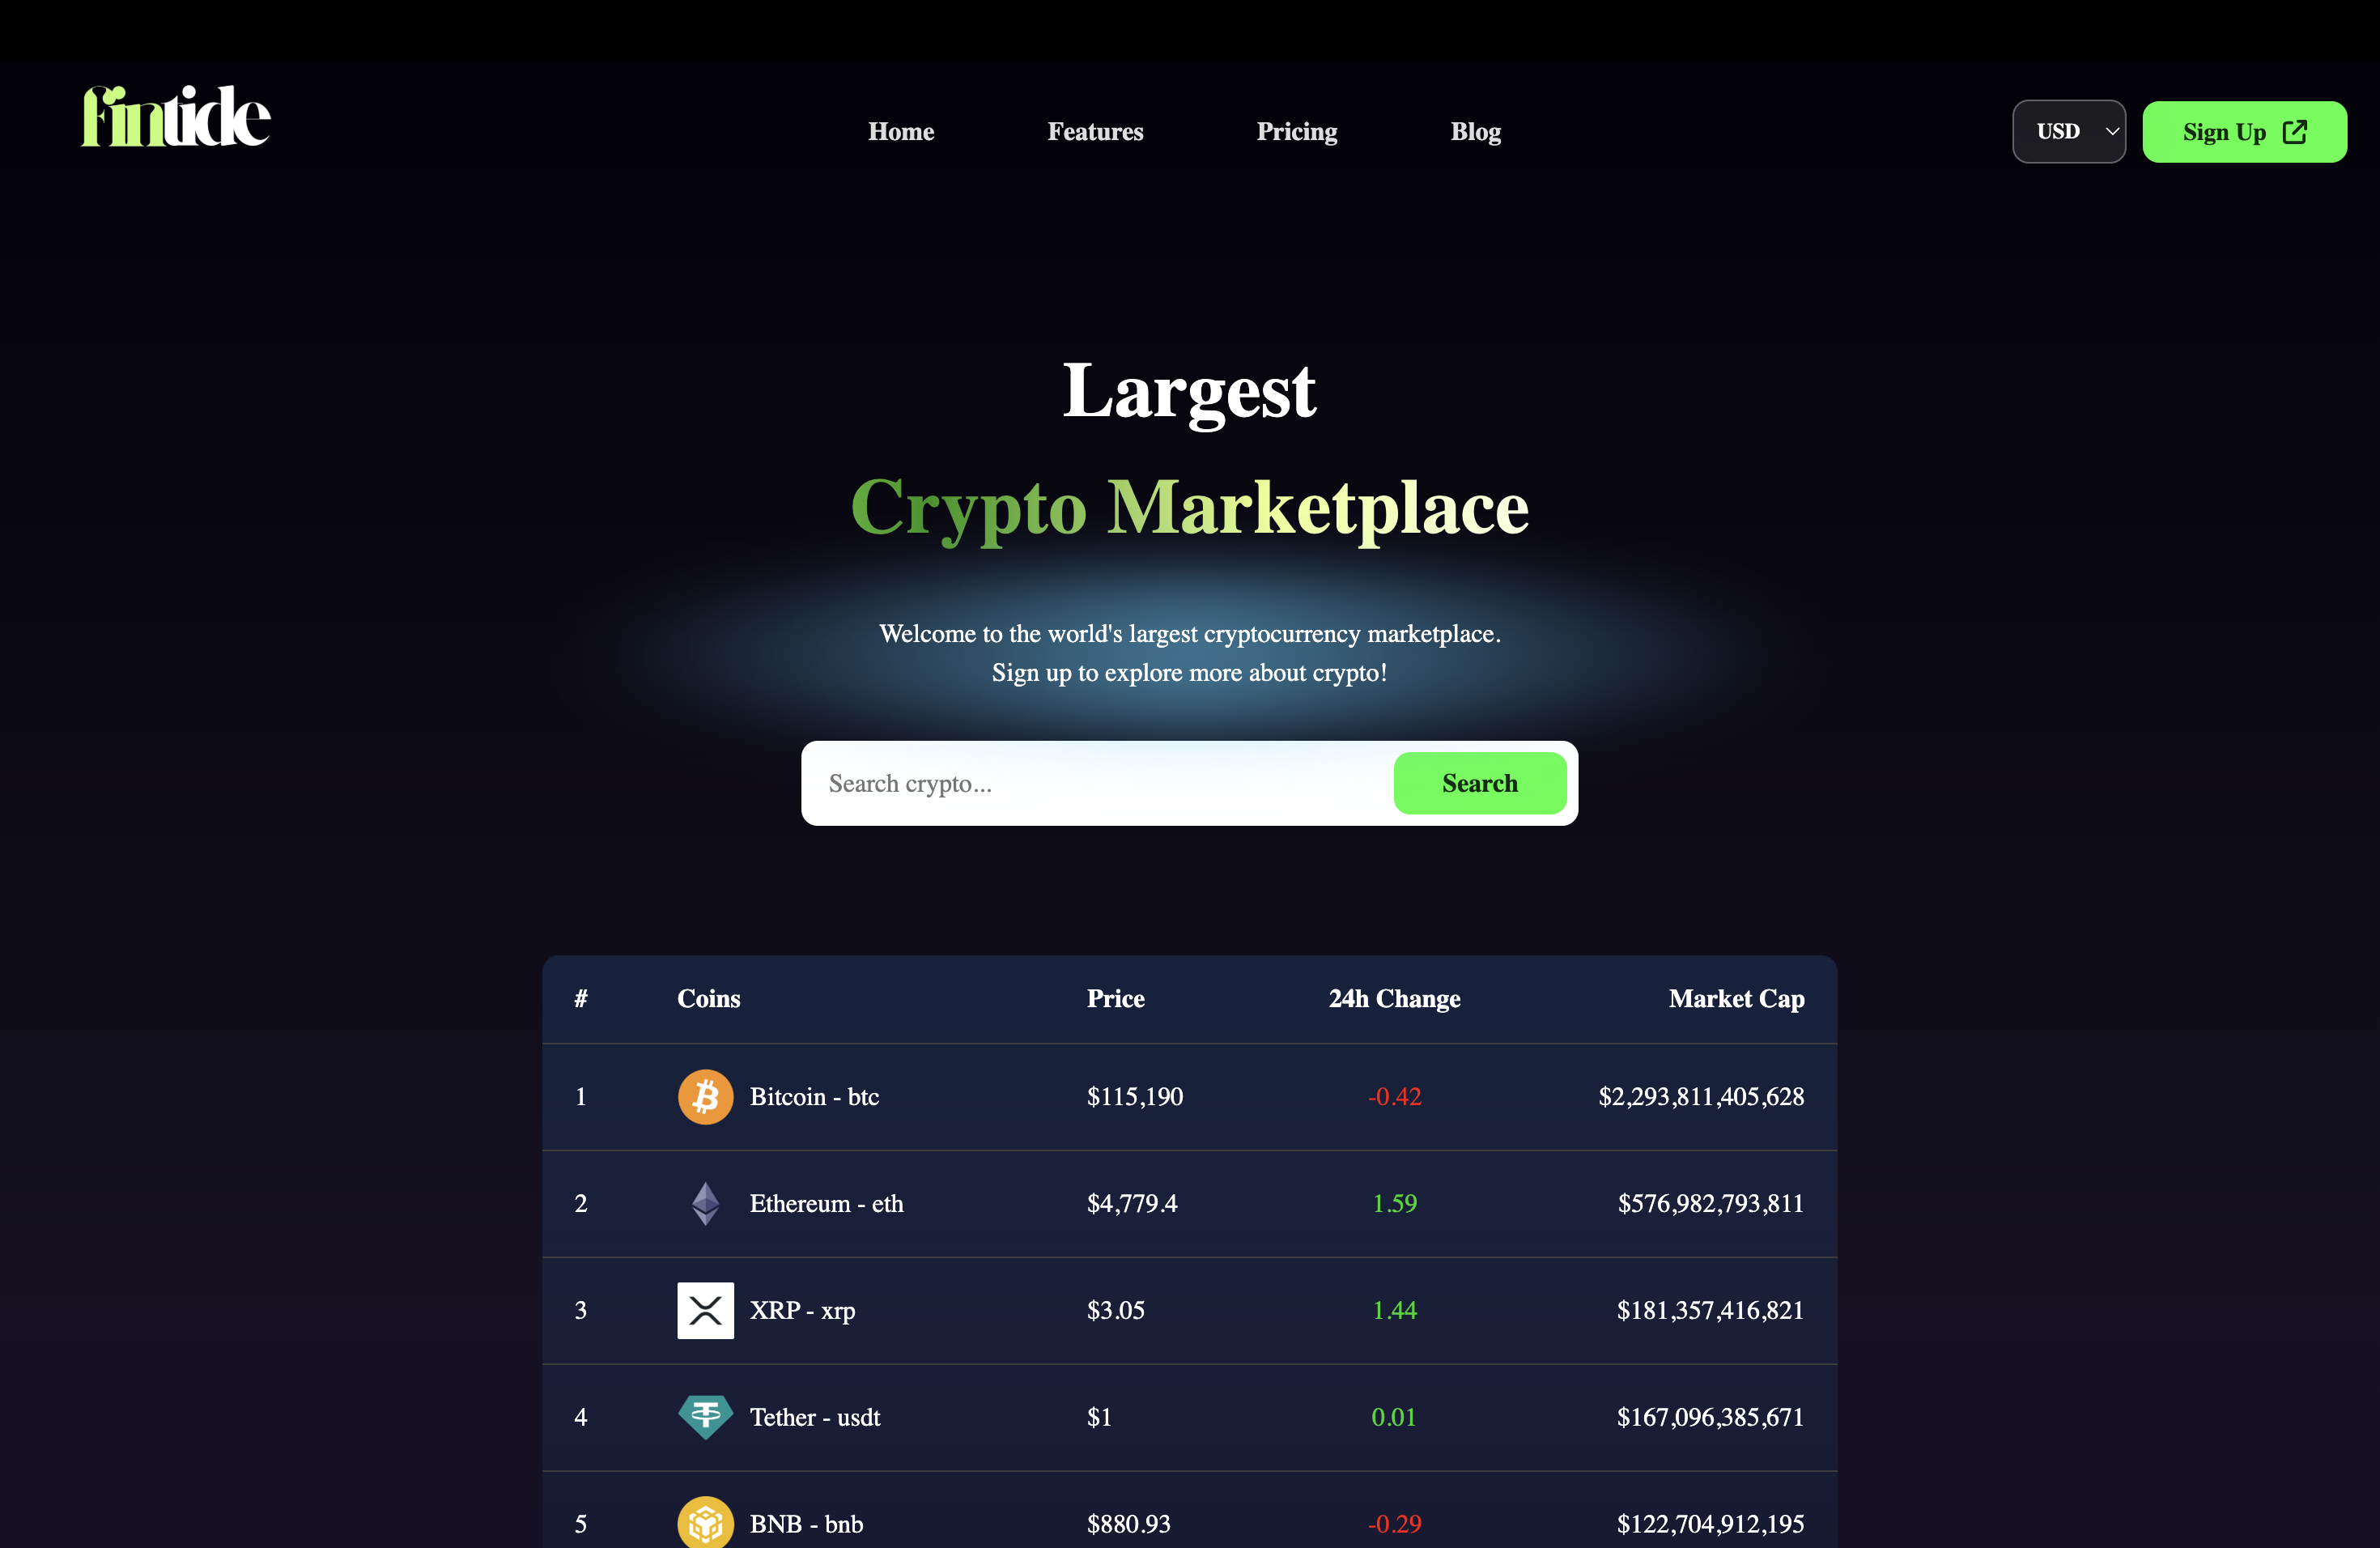 fintide
Home Features Pricing Blog USD Sign Up
Largest
Crypto Marketplace
Welcome to the world's largest cryptocurrency marketplace.
Sign up to explore more about crypto!
Search crypto... Search
# Coins Price 24h Change Market Cap
1 Bitcoin - btc $115,190 -0.42 $2,293,811,405,628
2 Ethereum - eth $4,779.4 1.59 $576,982,793,811
3 XRP - xrp $3.05 1.44 $181,357,416,821
4 Tether - usdt $1 0.01 $167,096,385,671
5 BNB - bnb $880.93 -0.29 $122,704,912,195